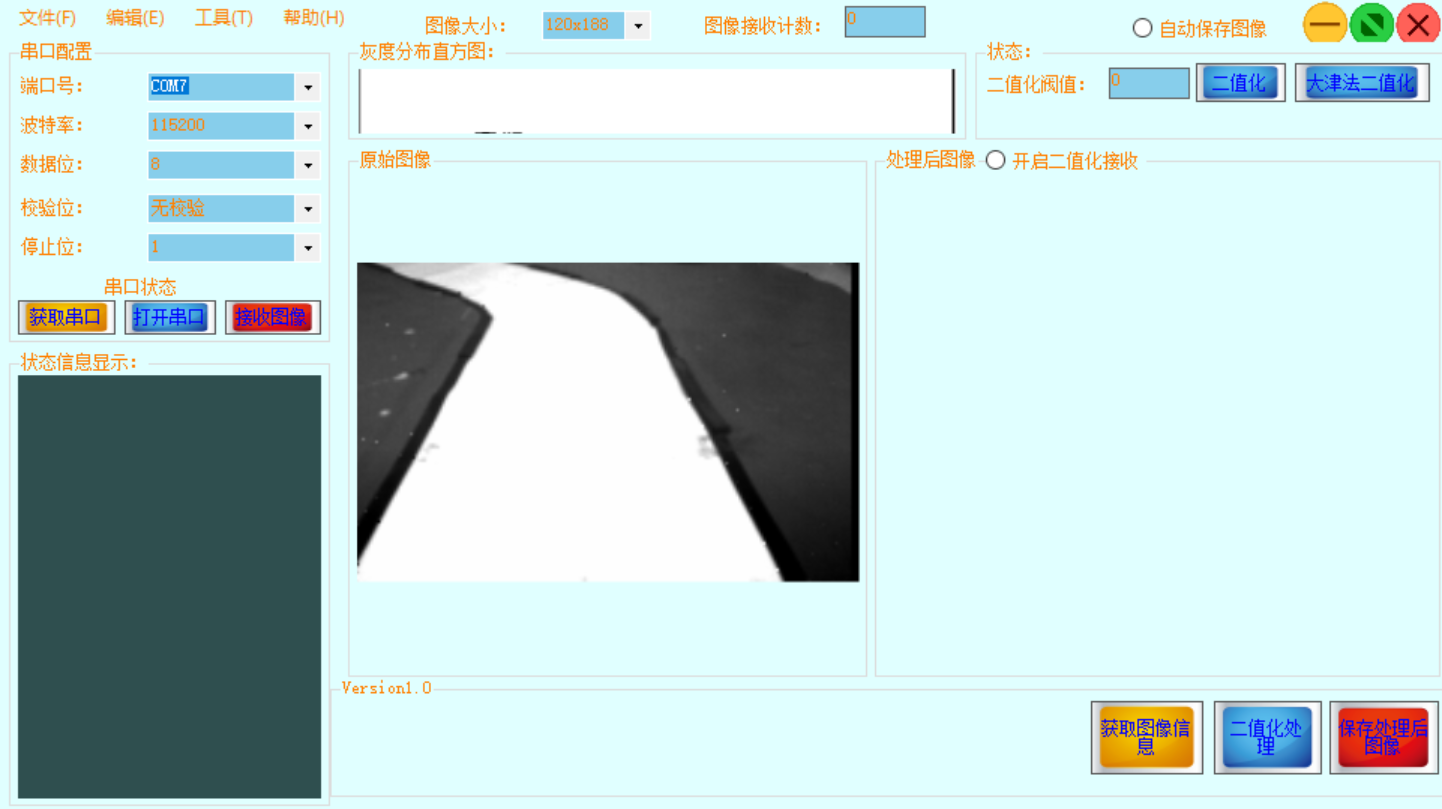 文件(F) 编辑(E) 工具(T) 帮助(H)
图像大小： 120x188 图像接收计数： 0
自动保存图像
串口配置
端口号： COM7
波特率： 115200
数据位： 8
校验位： 无校验
停止位： 1
串口状态
获取串口 打开串口 接收图像
状态信息显示：
灰度分布直方图：
状态：
二值化阀值： 0 二值化 大津法二值化
原始图像
处理后图像 开启二值化接收
Version1.0
获取图像信
息
二值化处
理
保存处理后
图像